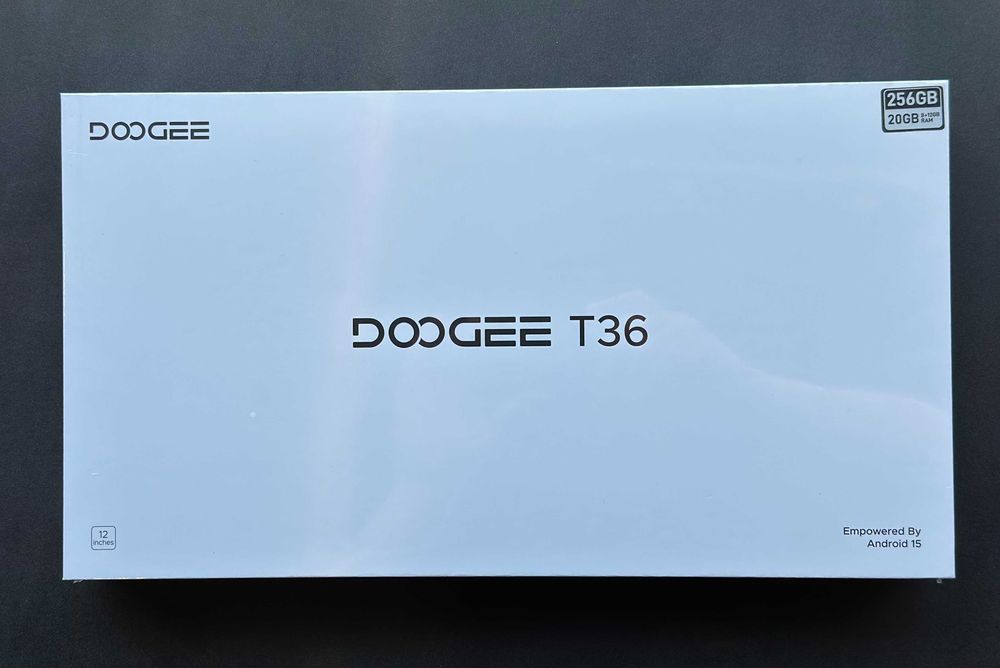 DOOGEE
256GB
20GB 8+12GB
RAM
DOOGEE T36
12
inches
Empowered By
Android 15